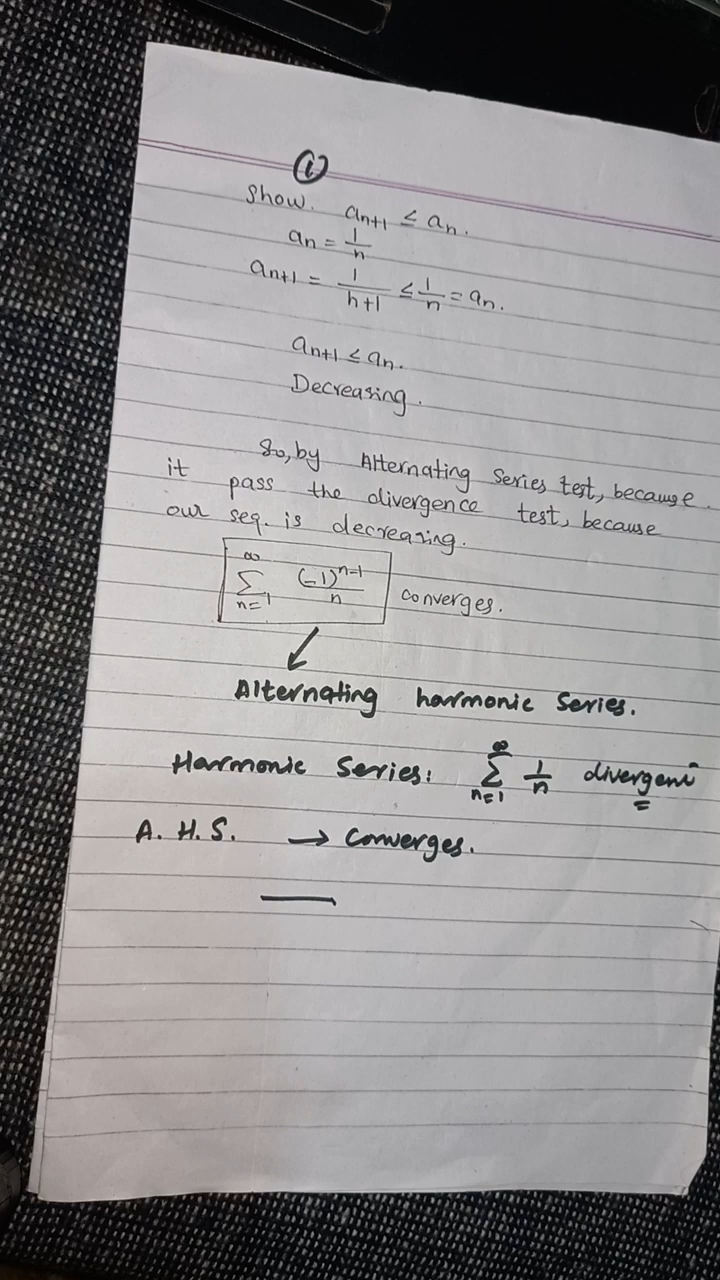 ①
Show. aₙ₊₁ ≤ aₙ.
aₙ = 1/n
aₙ₊₁ = 1/(n+1) ≤ 1/n = aₙ.
aₙ₊₁ ≤ aₙ.
Decreasing.
So, by Alternating Series test, because.
it pass the divergence test, because
our seq. is decreasing.
∞∑n=1 (-1)ⁿ⁻¹/n converges.
↙
Alternating harmonic Series.
Harmonic Series: ∞∑n=1 1/n divergent
A. H. S. → Converges.